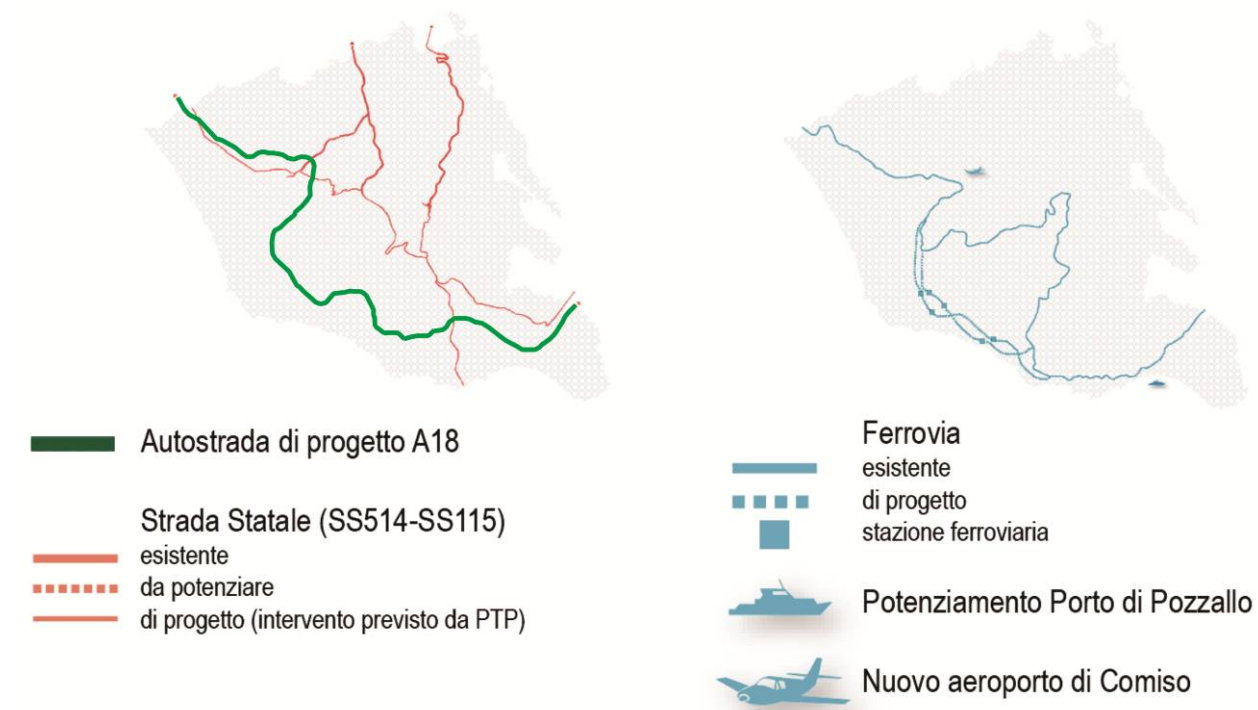 Autostrada di progetto A18
Strada Statale (SS514-SS115)
esistente
da potenziare
di progetto (intervento previsto da PTP)
Ferrovia
esistente
di progetto
stazione ferroviaria
Potenziamento Porto di Pozzallo
Nuovo aeroporto di Comiso